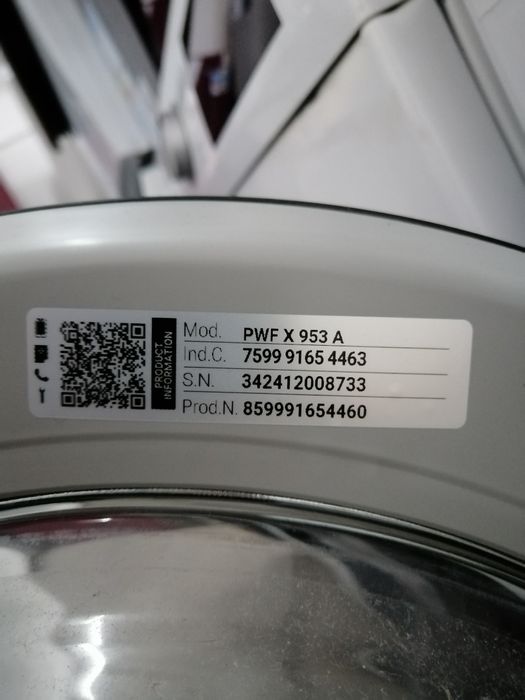 PRODUCT
INFORMATION
Mod. PWF X 953 A
Ind.C. 7599 9165 4463
S.N. 342412008733
Prod.N. 859991654460